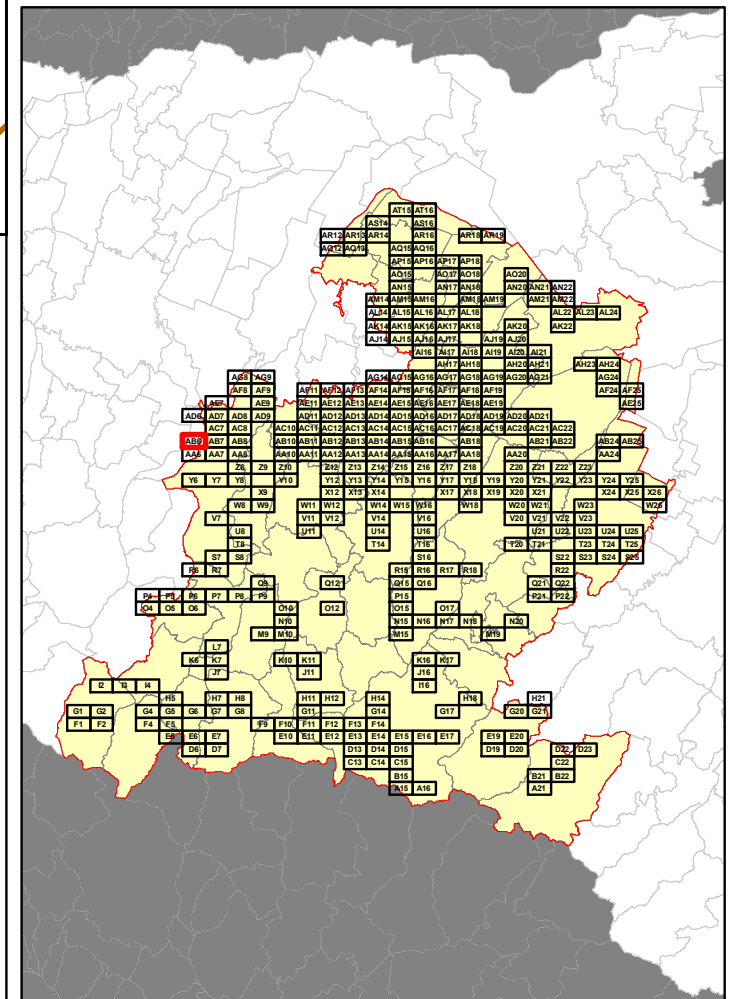 AT15 AT16
AS14 AS16
AR12 AR13 AR14 AR16 AR18 AR19
AQ12 AQ13 AQ15 AQ16
AP15 AP16 AP17 AP18
AO15 AO17 AO18 AO20
AN15 AN17 AN18 AN20 AN21 AN22
AM14 AM15 AM16 AM18 AM19 AM21 AM22
AL14 AL15 AL16 AL17 AL18 AL22 AL23 AL24
AK14 AK15 AK16 AK17 AK18 AK20 AK22
AJ14 AJ15 AJ16 AJ17 AJ19 AJ20
AI16 AI17 AI18 AI19 AI20 AI21
AH17 AH18 AH20 AH21 AH23 AH24
AG8 AG9 AG14 AG15 AG16 AG17 AG18 AG19 AG20 AG21 AG24
AF8 AF9 AF11 AF12 AF13 AF14 AF15 AF16 AF17 AF18 AF19 AF24 AF25
AE7 AE9 AE11 AE12 AE13 AE14 AE15 AE16 AE17 AE18 AE19 AE25
AD6 AD7 AD8 AD9 AD11 AD12 AD13 AD14 AD15 AD16 AD17 AD18 AD19 AD20 AD21
AC7 AC8 AC10 AC11 AC12 AC13 AC14 AC15 AC16 AC17 AC18 AC19 AC20 AC21 AC22
AB6 AB7 AB8 AB10 AB11 AB12 AB13 AB14 AB15 AB16 AB18 AB21 AB22 AB24 AB25
AA6 AA7 AA8 AA10 AA11 AA12 AA13 AA14 AA15 AA16 AA17 AA18 AA20 AA24
Z8 Z9 Z10 Z12 Z13 Z14 Z15 Z16 Z17 Z18 Z20 Z21 Z22 Z23
Y6 Y7 Y8 Y10 Y12 Y13 Y14 Y15 Y16 Y17 Y18 Y19 Y20 Y21 Y22 Y23 Y24 Y25
X9 X12 X13 X14 X17 X18 X19 X20 X21 X24 X25 X26
W8 W9 W11 W12 W14 W15 W16 W18 W20 W21 W23 W26
V7 V11 V12 V14 V16 V20 V21 V22 V23
U8 U11 U14 U16 U21 U22 U23 U24 U25
T8 T14 T16 T20 T21 T23 T24 T25
S7 S8 S16 S22 S23 S24 S25
R6 R7 R15 R16 R17 R18 R22
Q9 Q12 Q15 Q16 Q21 Q22
P4 P5 P6 P7 P8 P9 P15 P21 P22
O4 O5 O6 O10 O12 O15 O17
N10 N15 N16 N17 N18 N20
M9 M10 M15 M19
L7
K6 K7 K10 K11 K16 K17
J7 J11 J16
I2 I3 I4 I16
H5 H7 H8 H11 H12 H14 H18 H21
G1 G2 G4 G5 G6 G7 G8 G11 G14 G17 G20 G21
F1 F2 F4 F5 F9 F10 F11 F12 F13 F14
E5 E6 E7 E10 E11 E12 E13 E14 E15 E16 E17 E19 E20
D6 D7 D13 D14 D15 D19 D20 D22 D23
C13 C14 C15 C22
B15 B21 B22
A15 A16 A21